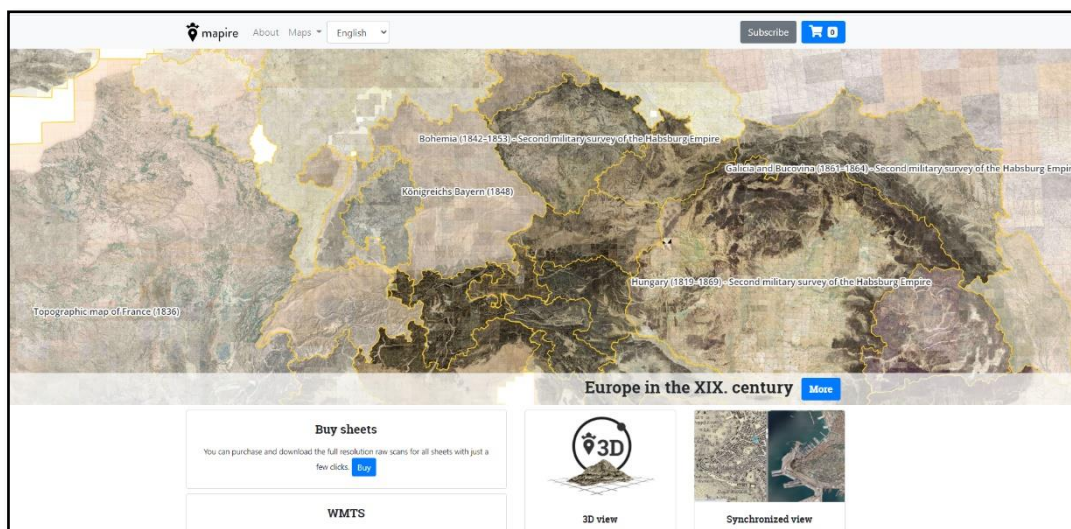 mapire About Maps English Subscribe 0
Bohemia (1842–1853) - Second military survey of the Habsburg Empire
Galicia and Bucovina (1861–1864) - Second military survey of the Habsburg Empir
Königreichs Bayern (1848)
Hungary (1819–1869) - Second military survey of the Habsburg Empire
Topographic map of France (1836)
Europe in the XIX. century More
Buy sheets
You can purchase and download the full resolution raw scans for all sheets with just a
few clicks. Buy
WMTS
3D
3D view
Synchronized view